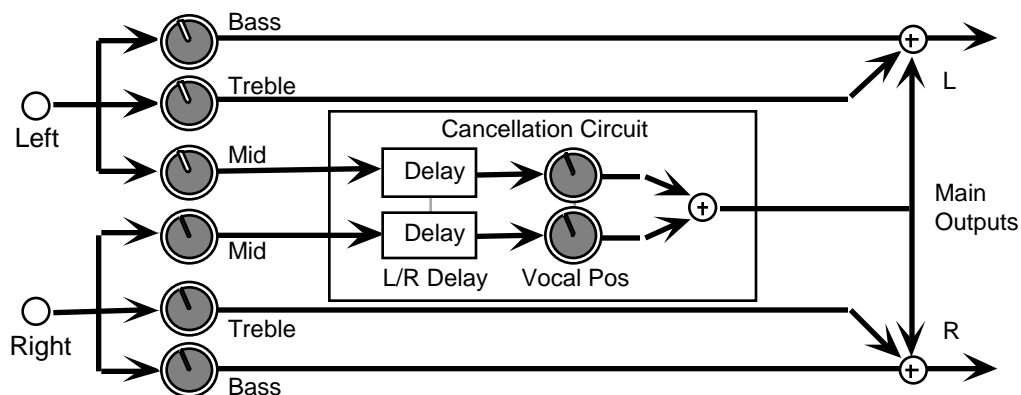 Bass
Treble
Left
Cancellation Circuit
Mid
Delay
L
Delay
Main
Outputs
Mid
L/R Delay Vocal Pos
Treble
Right
R
Bass